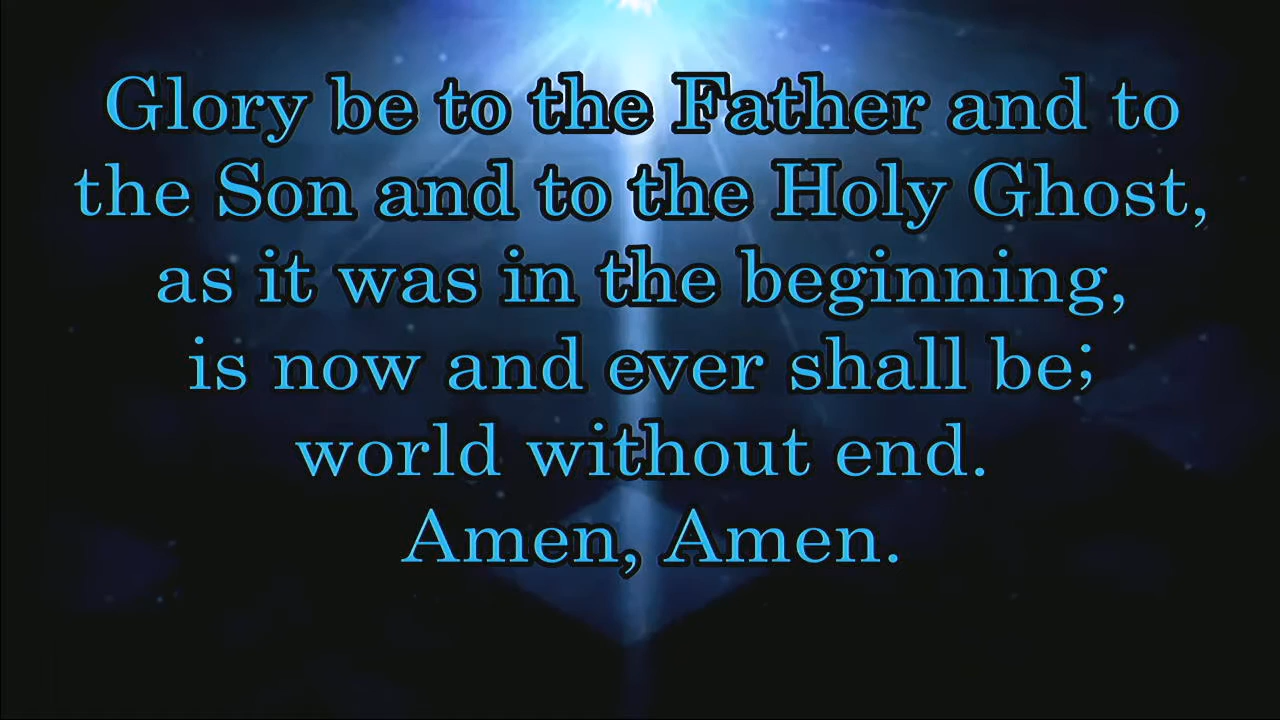 Glory be to the Father and to
the Son and to the Holy Ghost,
as it was in the beginning,
is now and ever shall be;
world without end.
Amen, Amen.